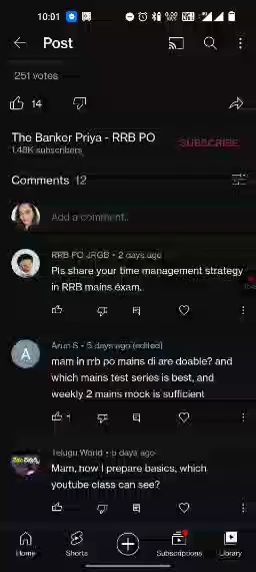 10:01
Post
251 votes
14
The Banker Priya - RRB PO
SUBSCRIBE
1.48K subscribers
Comments 12
Add a comment..
RRB PO JRGB • 2 days ago
Pls share your time management strategy
in RRB mains exam..
Arun S • 5 days ago (edited)
mam in rrb po mains di are doable? and
which mains test series is best, and
weekly 2 mains mock is sufficient
Telugu World • 5 days ago
Mam, how I prepare basics, which
youtube class can see?
Home
Shorts
Subscriptions
Library